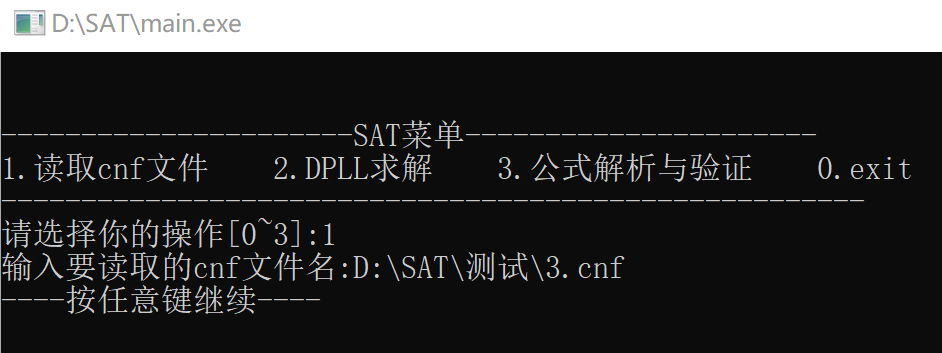 D:\SAT\main.exe
----------------------SAT菜单----------------------
1.读取cnf文件    2.DPLL求解    3.公式解析与验证    0.exit
------------------------------------------------------
请选择你的操作[0~3]:1
输入要读取的cnf文件名:D:\SAT\测试\3.cnf
----按任意键继续----